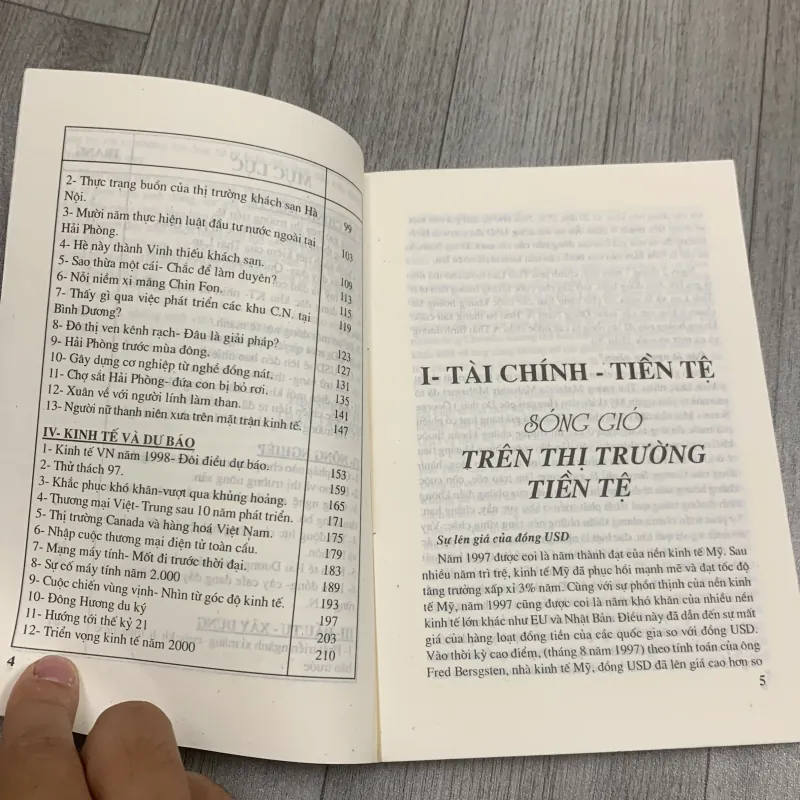 2- Thực trạng buồn của thị trường khách sạn Hà
Nội. 99
3- Mười năm thực hiện luật đầu tư nước ngoài tại
Hải Phòng. 103
4- Hè này thành Vinh thiếu khách sạn. 109
5- Sao thừa một cái- Chắc để làm duyên? 113
6- Nỗi niềm xi măng Chin Fon. 115
7- Thấy gì qua việc phát triển các khu C.N. tại 119
Bình Dương?
8- Đô thị ven kênh rạch- Đâu là giải pháp? 123
9- Hải Phòng trước mùa đông. 127
10- Gây dựng cơ nghiệp từ nghề đồng nát. 131
11- Chợ sắt Hải Phòng- đứa con bị bỏ rơi. 135
12- Xuân về với người lính làm than. 141
13- Người nữ thanh niên xưa trên mặt trận kinh tế. 147
IV- KINH TẾ VÀ DỰ BÁO
1- Kinh tế VN năm 1998- Đôi điều dự báo. 153
2- Thử thách 97. 159
3- Khắc phục khó khăn-vượt qua khủng hoảng. 165
4- Thương mại Việt- Trung sau 10 năm phát triển. 171
5- Thị trường Canada và hàng hoá Việt Nam. 175
6- Nhập cuộc thương mại điện tử toàn cầu. 179
7- Mạng máy tính- Mốt đi trước thời đại. 183
8- Sự cố máy tính năm 2.000 189
9- Cuộc chiến vùng vịnh- Nhìn từ góc độ kinh tế. 193
10- Đông Hương du ký 197
11- Hướng tới thế kỷ 21 203
12- Triển vọng kinh tế năm 2000 210
4
I- TÀI CHÍNH - TIỀN TỆ
SÓNG GIÓ
TRÊN THỊ TRƯỜNG
TIỀN TỆ
Sự lên giá của đồng USD
Năm 1997 được coi là năm thành đạt của nền kinh tế Mỹ. Sau
nhiều năm trì trệ, kinh tế Mỹ đã phục hồi mạnh mẽ và đạt tốc độ
tăng trưởng xấp xỉ 3% năm. Cùng với sự phồn thịnh của nền kinh
tế Mỹ, năm 1997 cũng được coi là năm khó khăn của nhiều nền
kinh tế lớn khác như EU và Nhật Bản. Điều này đã dẫn đến sự mất
giá của hàng loạt đồng tiền của các quốc gia so với đồng USD.
Vào thời kỳ cao điểm, (tháng 8 năm 1997) theo tính toán của ông
Fred Bersgsten, nhà kinh tế Mỹ, đồng USD đã lên giá cao hơn so
5